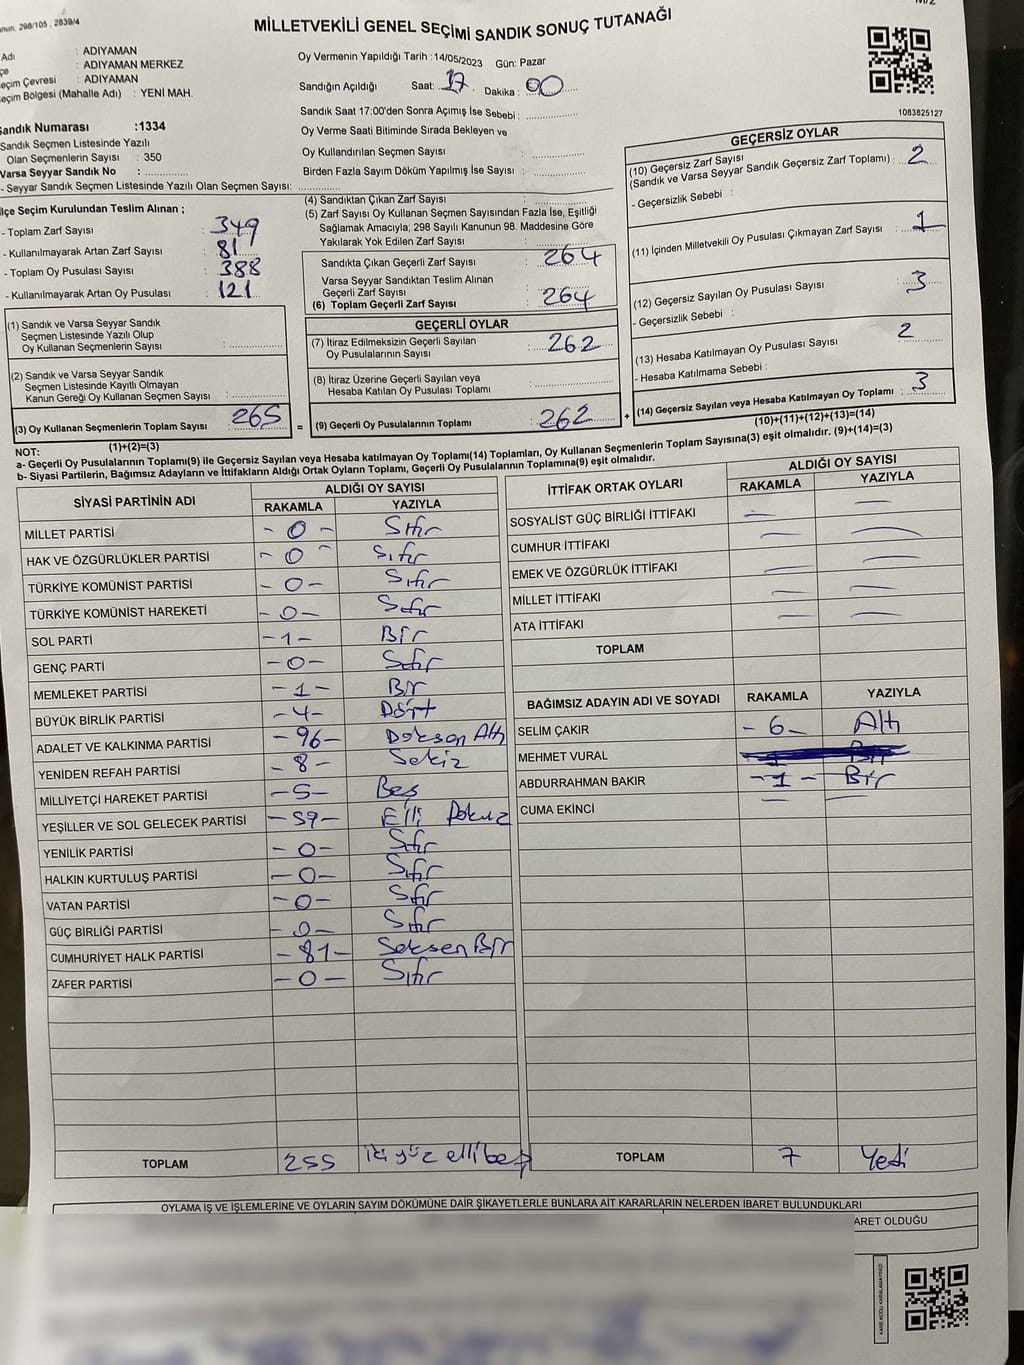 298/105 , 2839/4
MİLLETVEKİLİ GENEL SEÇİMİ SANDIK SONUÇ TUTANAĞI
Adı : ADIYAMAN
: ADIYAMAN MERKEZ
eçim Çevresi : ADIYAMAN
eçim Bölgesi (Mahalle Adı) : YENİ MAH.
Sandık Numarası :1334
Sandık Seçmen Listesinde Yazılı
Olan Seçmenlerin Sayısı : 350
Varsa Seyyar Sandık No :
- Seyyar Sandık Seçmen Listesinde Yazılı Olan Seçmen Sayısı:
Oy Vermenin Yapıldığı Tarih :14/05/2023 Gün: Pazar
Sandığın Açıldığı Saat: 17 Dakika : 00
Sandık Saat 17:00'den Sonra Açımış İse Sebebi :
Oy Verme Saati Bitiminde Sırada Bekleyen ve
Oy Kullandırılan Seçmen Sayısı :
Birden Fazla Sayım Döküm Yapılmış İse Sayısı :
1083825127
İlçe Seçim Kurulundan Teslim Alınan ;
- Toplam Zarf Sayısı : 349
- Kullanılmayarak Artan Zarf Sayısı : 81
- Toplam Oy Pusulası Sayısı : 388
- Kullanılmayarak Artan Oy Pusulası : 121
(4) Sandıktan Çıkan Zarf Sayısı :
(5) Zarf Sayısı Oy Kullanan Seçmen Sayısından Fazla İse, Eşitliği
Sağlamak Amacıyla, 298 Sayılı Kanunun 98. Maddesine Göre
Yakılarak Yok Edilen Zarf Sayısı :
Sandıkta Çıkan Geçerli Zarf Sayısı : 264
Varsa Seyyar Sandıktan Teslim Alınan
Geçerli Zarf Sayısı :
(6) Toplam Geçerli Zarf Sayısı : 264
GEÇERSİZ OYLAR
(10) Geçersiz Zarf Sayısı
(Sandık ve Varsa Seyyar Sandık Geçersiz Zarf Toplamı) : 2
- Geçersizlik Sebebi :
(11) İçinden Milletvekili Oy Pusulası Çıkmayan Zarf Sayısı : 1
(12) Geçersiz Sayılan Oy Pusulası Sayısı : 3
- Geçersizlik Sebebi :
(13) Hesaba Katılmayan Oy Pusulası Sayısı : 2
- Hesaba Katılmama Sebebi :
(14) Geçersiz Sayılan veya Hesaba Katılmayan Oy Toplamı : 3
(10)+(11)+(12)+(13)=(14)
(1) Sandık ve Varsa Seyyar Sandık
Seçmen Listesinde Yazılı Olup
Oy Kullanan Seçmenlerin Sayısı :
(2) Sandık ve Varsa Seyyar Sandık
Seçmen Listesinde Kayıtlı Olmayan
Kanun Gereği Oy Kullanan Seçmen Sayısı :
(3) Oy Kullanan Seçmenlerin Toplam Sayısı : 265 =
(1)+(2)=(3)
GEÇERLİ OYLAR
(7) İtiraz Edilmeksizin Geçerli Sayılan
Oy Pusulalarının Sayısı : 262
(8) İtiraz Üzerine Geçerli Sayılan veya
Hesaba Katılan Oy Pusulası Toplamı :
(9) Geçerli Oy Pusulalarının Toplamı : 262 +
NOT:
a- Geçerli Oy Pusulalarının Toplamı(9) ile Geçersiz Sayılan veya Hesaba katılmayan Oy Toplamı(14) Toplamları, Oy Kullanan Seçmenlerin Toplam Sayısına(3) eşit olmalıdır. (9)+(14)=(3)
b- Siyasi Partilerin, Bağımsız Adayların ve İttifakların Aldığı Ortak Oyların Toplamı, Geçerli Oy Pusulalarının Toplamına(9) eşit olmalıdır.
SİYASİ PARTİNİN ADI ALDIĞI OY SAYISI
RAKAMLA YAZIYLA
MİLLET PARTİSİ - 0 - Sıfır
HAK VE ÖZGÜRLÜKLER PARTİSİ - 0 - Sıfır
TÜRKİYE KOMÜNİST PARTİSİ - 0 - Sıfır
TÜRKİYE KOMÜNİST HAREKETİ - 0 - Sıfır
SOL PARTİ - 1 - Bir
GENÇ PARTİ - 0 - Sıfır
MEMLEKET PARTİSİ - 1 - Bir
BÜYÜK BİRLİK PARTİSİ - 4 - Dört
ADALET VE KALKINMA PARTİSİ - 96 - Doksan Altı
YENİDEN REFAH PARTİSİ - 8 - Sekiz
MİLLİYETÇİ HAREKET PARTİSİ - 5 - Beş
YEŞİLLER VE SOL GELECEK PARTİSİ - 59 - Elli Dokuz
YENİLİK PARTİSİ - 0 - Sıfır
HALKIN KURTULUŞ PARTİSİ - 0 - Sıfır
VATAN PARTİSİ - 0 - Sıfır
GÜÇ BİRLİĞİ PARTİSİ - 0 - Sıfır
CUMHURİYET HALK PARTİSİ - 81 - Seksen Bir
ZAFER PARTİSİ - 0 - Sıfır
TOPLAM 255 iki yüz ellibeş
İTTİFAK ORTAK OYLARI ALDIĞI OY SAYISI
RAKAMLA YAZIYLA
SOSYALİST GÜÇ BİRLİĞİ İTTİFAKI — —
CUMHUR İTTİFAKI — —
EMEK VE ÖZGÜRLÜK İTTİFAKI — —
MİLLET İTTİFAKI — —
ATA İTTİFAKI — —
TOPLAM
BAĞIMSIZ ADAYIN ADI VE SOYADI RAKAMLA YAZIYLA
SELİM ÇAKIR - 6 - Altı
MEHMET VURAL
ABDURRAHMAN BAKIR - 1 - Bir
CUMA EKİNCİ — —
TOPLAM 7 Yedi
OYLAMA İŞ VE İŞLEMLERİNE VE OYLARIN SAYIM DÖKÜMÜNE DAİR ŞİKAYETLERLE BUNLARA AİT KARARLARIN NELERDEN İBARET BULUNDUKLARI
ARET OLDUĞU